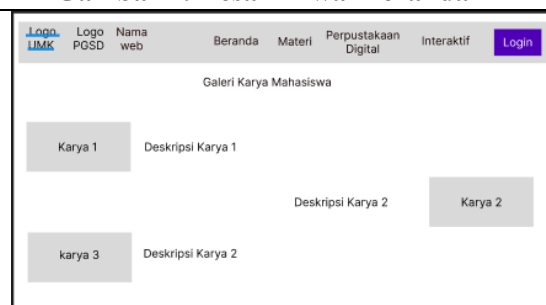 Logo UMK
Logo PGSD
Nama web
Beranda
Materi
Perpustakaan Digital
Interaktif
Login
Galeri Karya Mahasiswa
Karya 1
Deskripsi Karya 1
Deskripsi Karya 2
Karya 2
karya 3
Deskripsi Karya 2